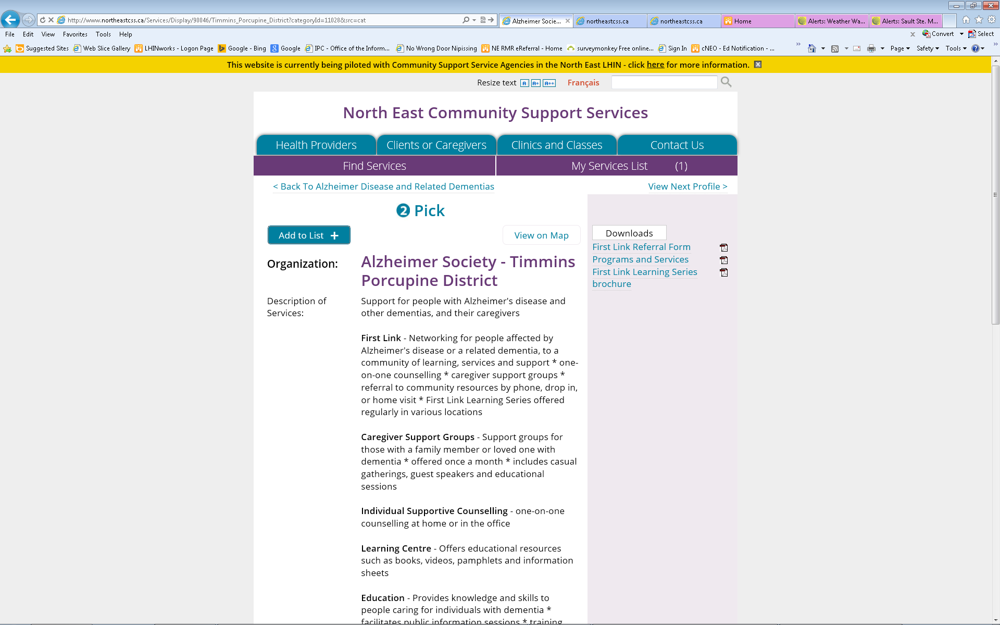 http://www.northeastcss.ca/Services/Display/90046/Timmins_Porcupine_District?categoryId=11028&src=cat
Alzheimer Socie...
northeastcss.ca
northeastcss.ca
Home
Alerts: Weather Wa...
Alerts: Sault Ste. M...
File Edit View Favorites Tools Help
Convert Select
Suggested Sites Web Slice Gallery LHINworks - Logon Page Google - Bing Google IPC - Office of the Inform... No Wrong Door Nipissing NE RMR eReferral - Home surveymonkey Free online... Sign In cNEO - Ed Notification - ... Page Safety Tools
This website is currently being piloted with Community Support Service Agencies in the North East LHIN - click here for more information.
Resize text A A+ A++ Français
North East Community Support Services
Health Providers Clients or Caregivers Clinics and Classes Contact Us
Find Services My Services List (1)
< Back To Alzheimer Disease and Related Dementias View Next Profile >
2 Pick
Add to List + View on Map
Downloads
First Link Referral Form
Programs and Services
First Link Learning Series
brochure
Organization: Alzheimer Society - Timmins
Porcupine District
Description of
Services:
Support for people with Alzheimer's disease and
other dementias, and their caregivers
First Link - Networking for people affected by
Alzheimer's disease or a related dementia, to a
community of learning, services and support * one-
on-one counselling * caregiver support groups *
referral to community resources by phone, drop in,
or home visit * First Link Learning Series offered
regularly in various locations
Caregiver Support Groups - Support groups for
those with a family member or loved one with
dementia * offered once a month * includes casual
gatherings, guest speakers and educational
sessions
Individual Supportive Counselling - one-on-one
counselling at home or in the office
Learning Centre - Offers educational resources
such as books, videos, pamphlets and information
sheets
Education - Provides knowledge and skills to
people caring for individuals with dementia *
facilitates public information sessions * training